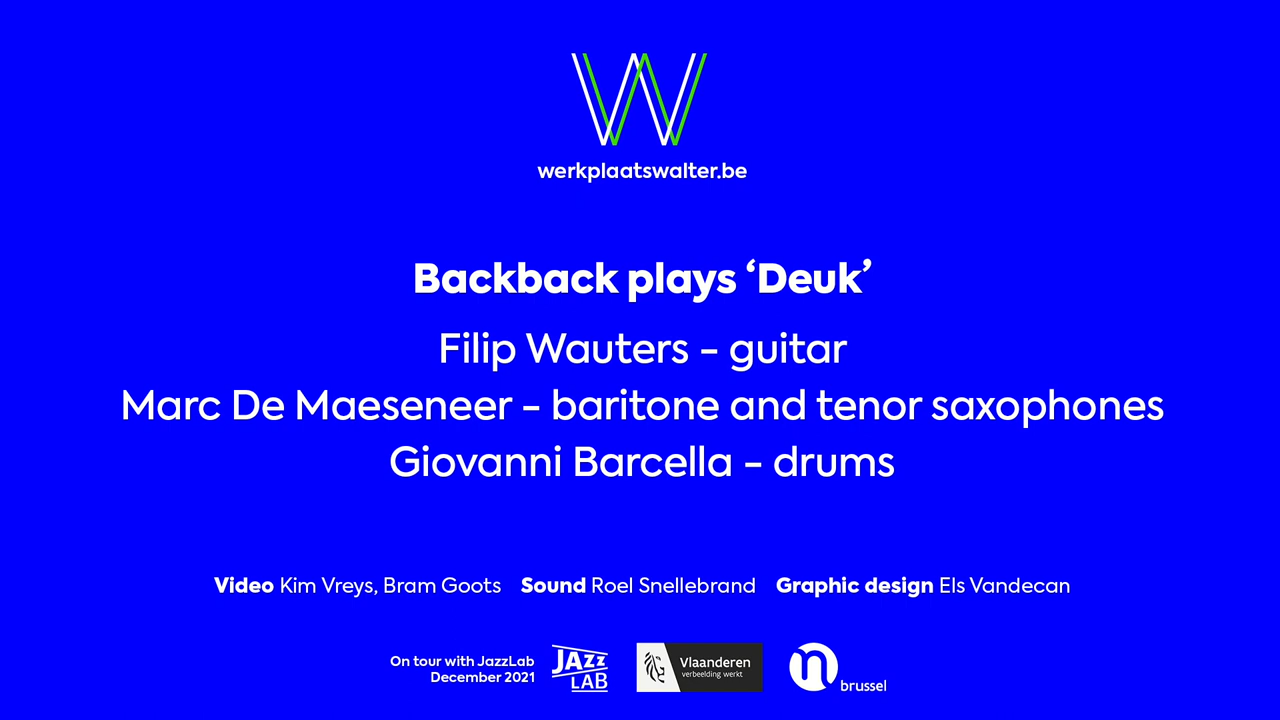 W
werkplaatswalter.be
Backback plays ‘Deuk’
Filip Wauters - guitar
Marc De Maeseneer - baritone and tenor saxophones
Giovanni Barcella - drums
Video Kim Vreys, Bram Goots Sound Roel Snellebrand Graphic design Els Vandecan
On tour with JazzLab
December 2021
JAZZ
LAB
Vlaanderen
verbeelding werkt
n
brussel